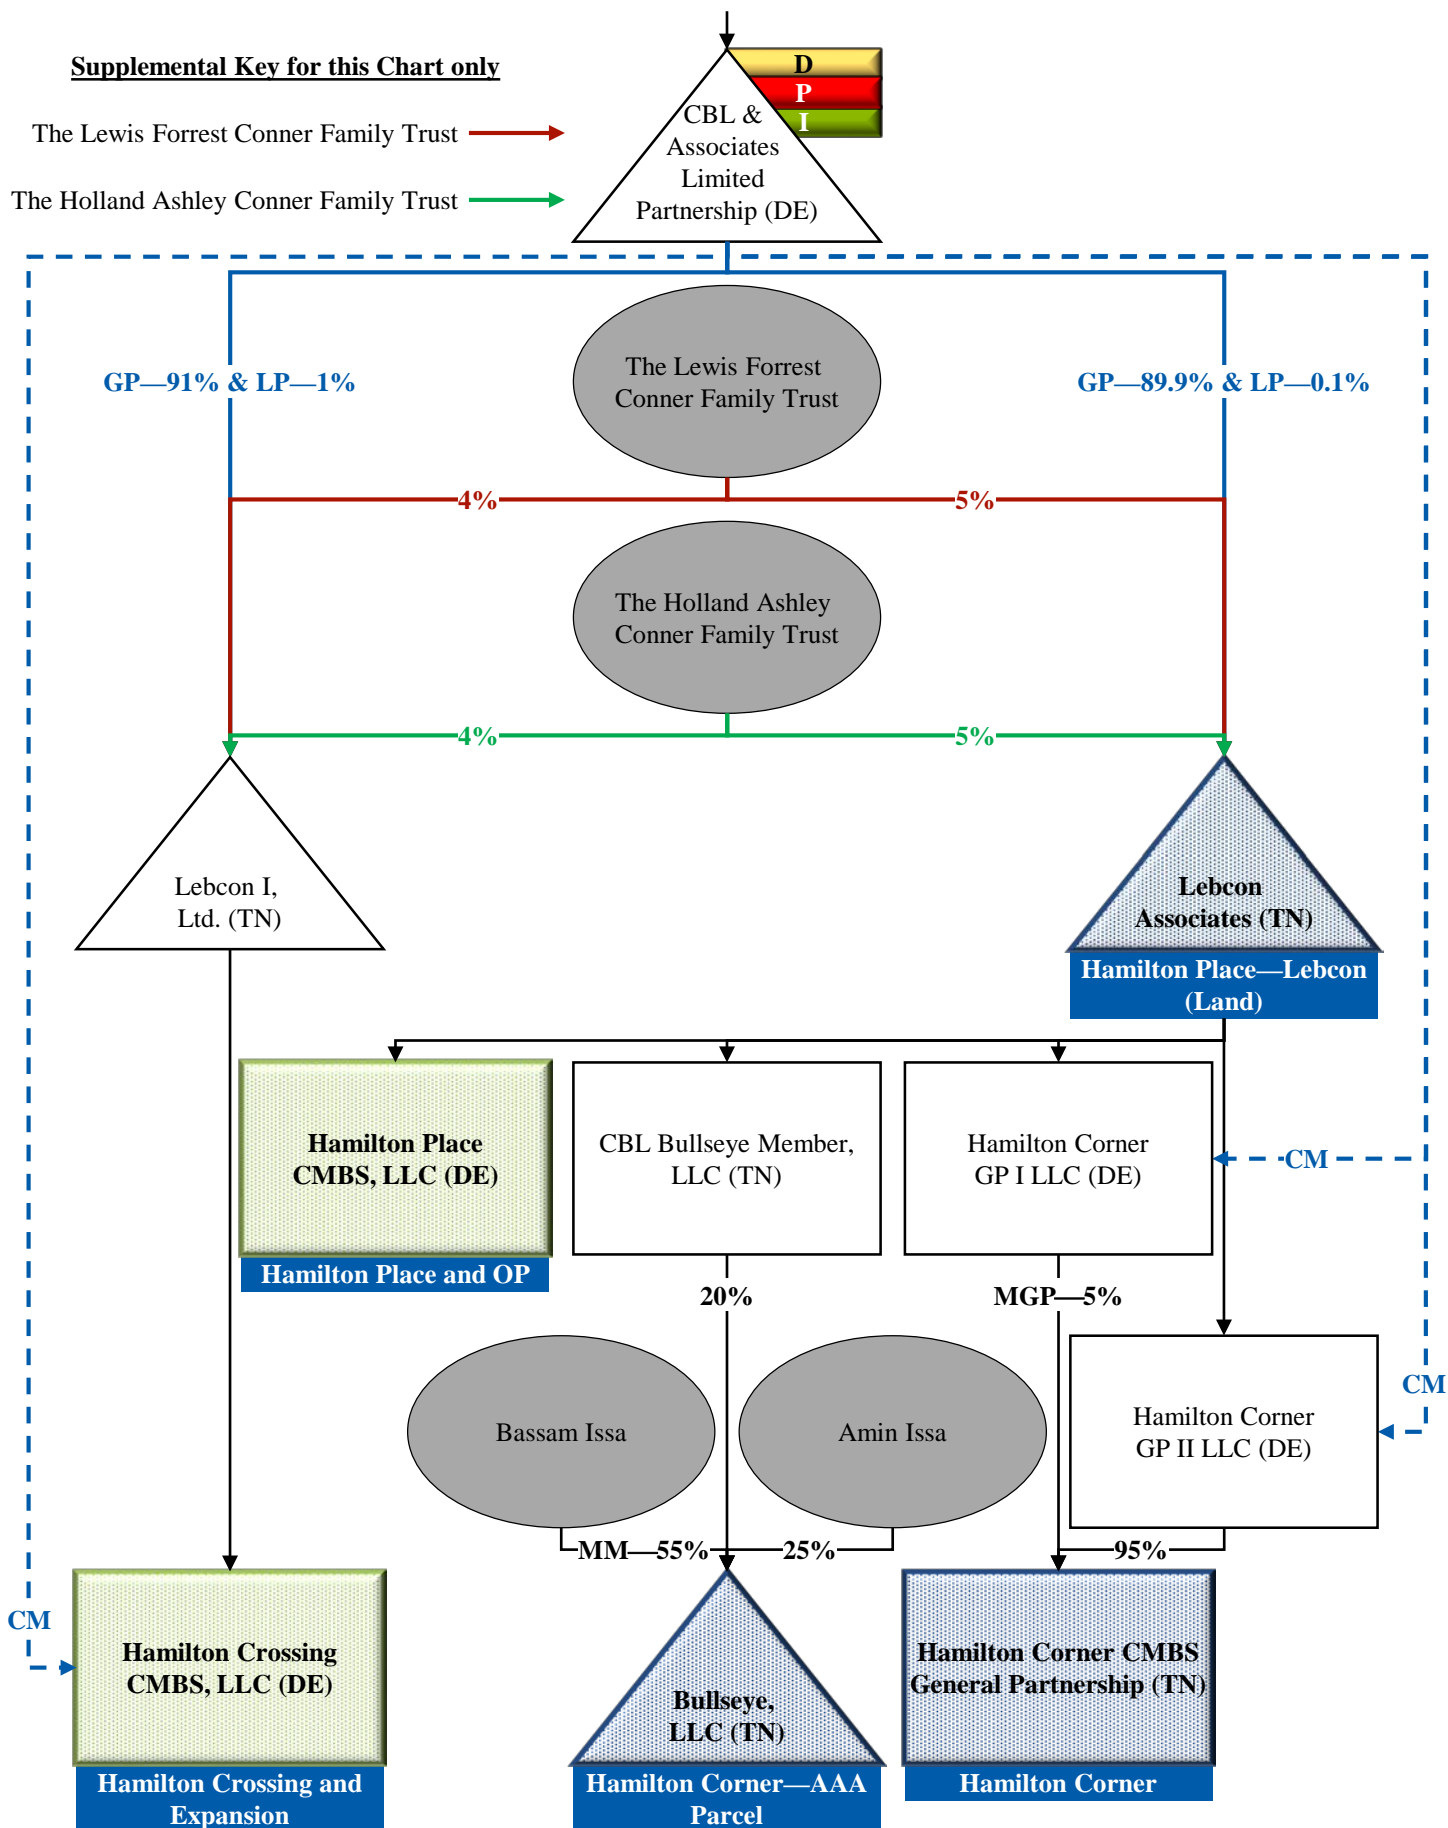 Supplemental Key for this Chart only
The Lewis Forrest Conner Family Trust
The Holland Ashley Conner Family Trust
D
P
I
CBL &
Associates
Limited
Partnership (DE)
GP—91% & LP—1%
The Lewis Forrest
Conner Family Trust
GP—89.9% & LP—0.1%
4%
5%
The Holland Ashley
Conner Family Trust
4%
5%
Lebcon I,
Ltd. (TN)
Lebcon
Associates (TN)
Hamilton Place—Lebcon
(Land)
Hamilton Place
CMBS, LLC (DE)
Hamilton Place and OP
CBL Bullseye Member,
LLC (TN)
Hamilton Corner
GP I LLC (DE)
CM
20%
MGP—5%
Bassam Issa
Amin Issa
Hamilton Corner
GP II LLC (DE)
CM
MM—55%
25%
95%
CM
Hamilton Crossing
CMBS, LLC (DE)
Hamilton Crossing and
Expansion
Bullseye,
LLC (TN)
Hamilton Corner—AAA
Parcel
Hamilton Corner CMBS
General Partnership (TN)
Hamilton Corner